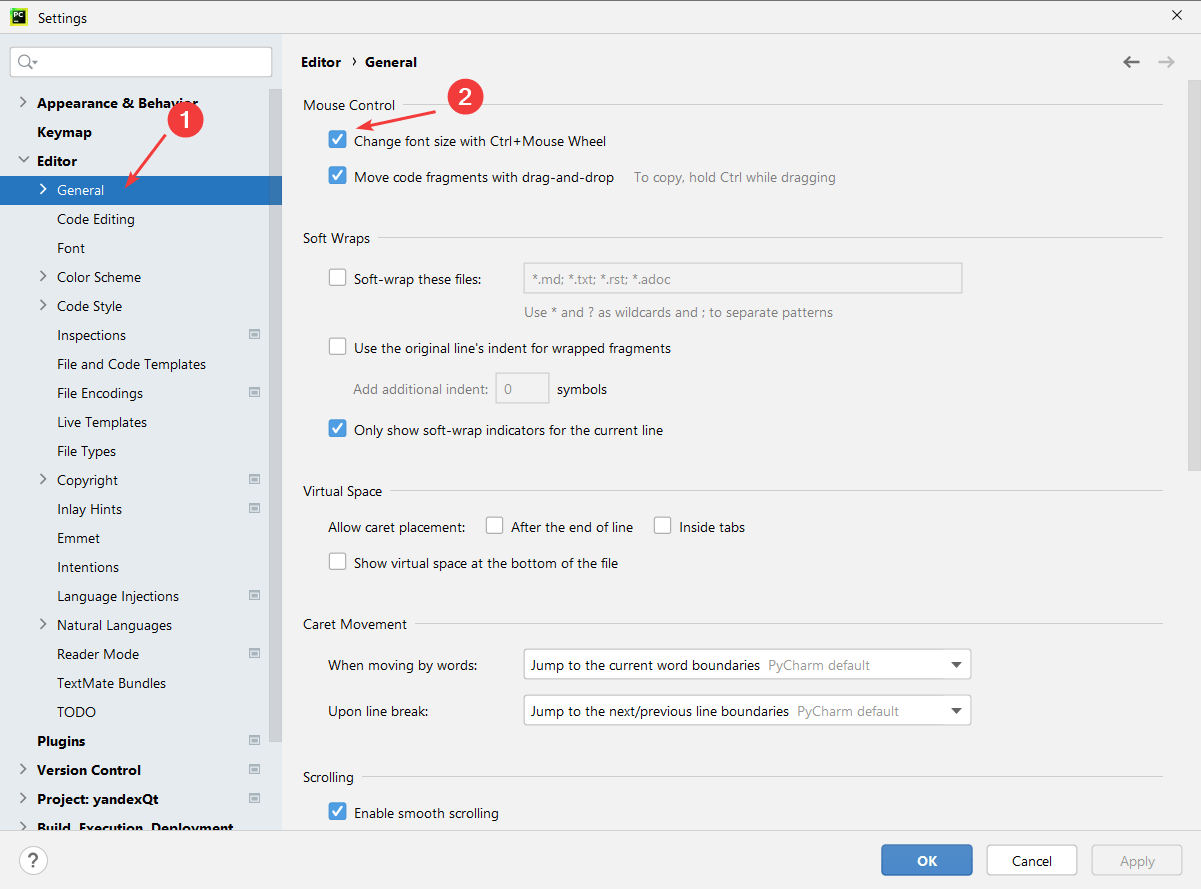 PC
Settings
Appearance & Behavior
1
Keymap
Editor
General
Code Editing
Font
Color Scheme
Code Style
Inspections
File and Code Templates
File Encodings
Live Templates
File Types
Copyright
Inlay Hints
Emmet
Intentions
Language Injections
Natural Languages
Reader Mode
TextMate Bundles
TODO
Plugins
Version Control
Project: yandexQt
Build, Execution, Deployment
Editor › General
Mouse Control
2
Change font size with Ctrl+Mouse Wheel
Move code fragments with drag-and-drop To copy, hold Ctrl while dragging
Soft Wraps
Soft-wrap these files: *.md; *.txt; *.rst; *.adoc
Use * and ? as wildcards and ; to separate patterns
Use the original line's indent for wrapped fragments
Add additional indent: 0 symbols
Only show soft-wrap indicators for the current line
Virtual Space
Allow caret placement: After the end of line Inside tabs
Show virtual space at the bottom of the file
Caret Movement
When moving by words: Jump to the current word boundaries PyCharm default
Upon line break: Jump to the next/previous line boundaries PyCharm default
Scrolling
Enable smooth scrolling
? OK Cancel Apply